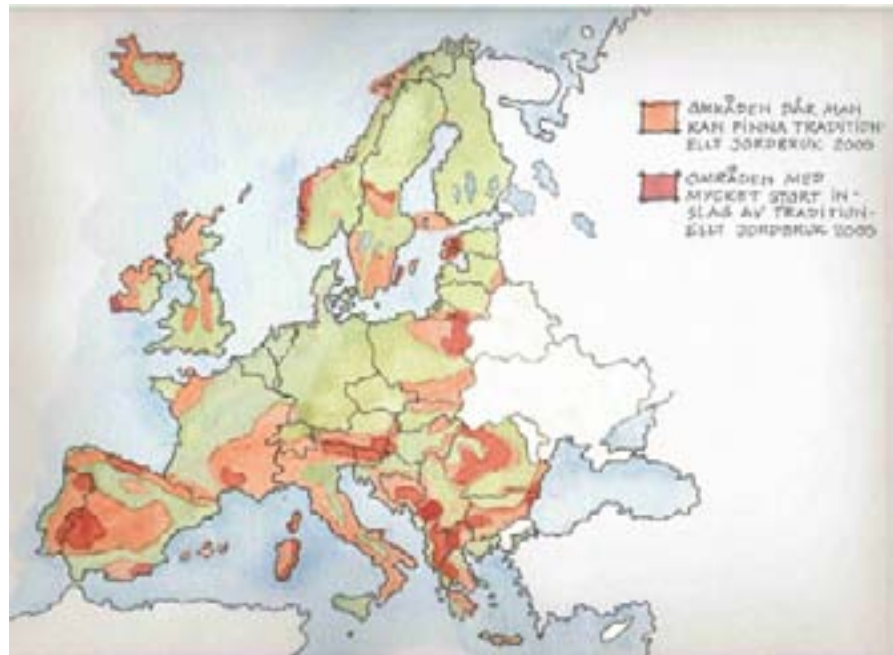 OMRÅDEN DÄR MAN
KAN FINNA TRADITION-
ELLT JORDBRUK 2005
OMRÅDEN MED
MYCKET STORT IN-
SLAG AV TRADITION-
ELLT JORDBRUK 2005